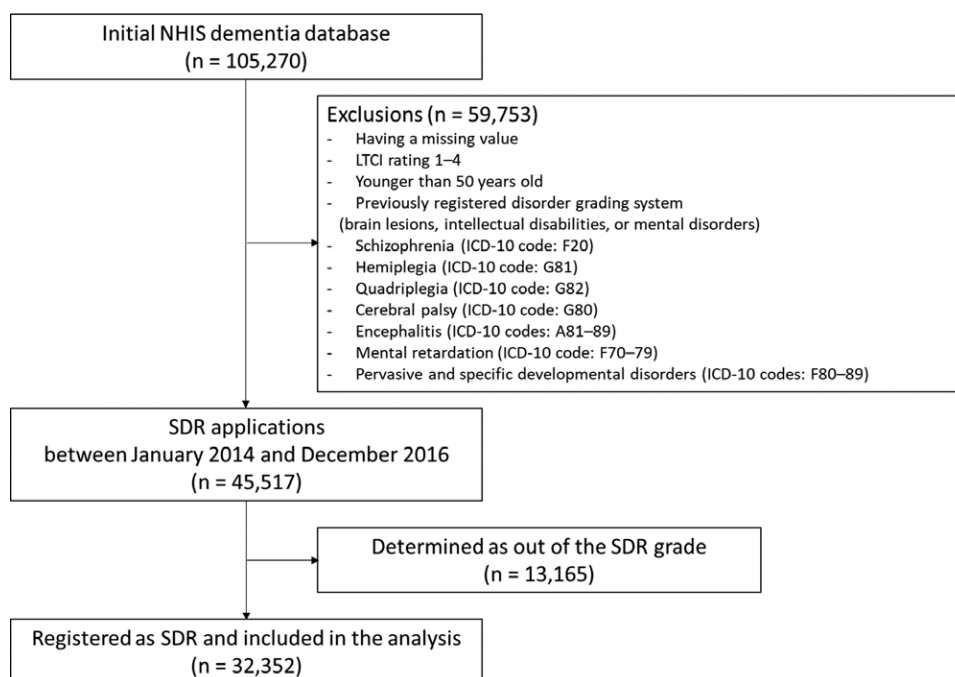 Initial NHIS dementia database
(n = 105,270)
Exclusions (n = 59,753)
- Having a missing value
- LTCI rating 1–4
- Younger than 50 years old
- Previously registered disorder grading system
(brain lesions, intellectual disabilities, or mental disorders)
- Schizophrenia (ICD-10 code: F20)
- Hemiplegia (ICD-10 code: G81)
- Quadriplegia (ICD-10 code: G82)
- Cerebral palsy (ICD-10 code: G80)
- Encephalitis (ICD-10 codes: A81–89)
- Mental retardation (ICD-10 code: F70–79)
- Pervasive and specific developmental disorders (ICD-10 codes: F80–89)
SDR applications
between January 2014 and December 2016
(n = 45,517)
Determined as out of the SDR grade
(n = 13,165)
Registered as SDR and included in the analysis
(n = 32,352)